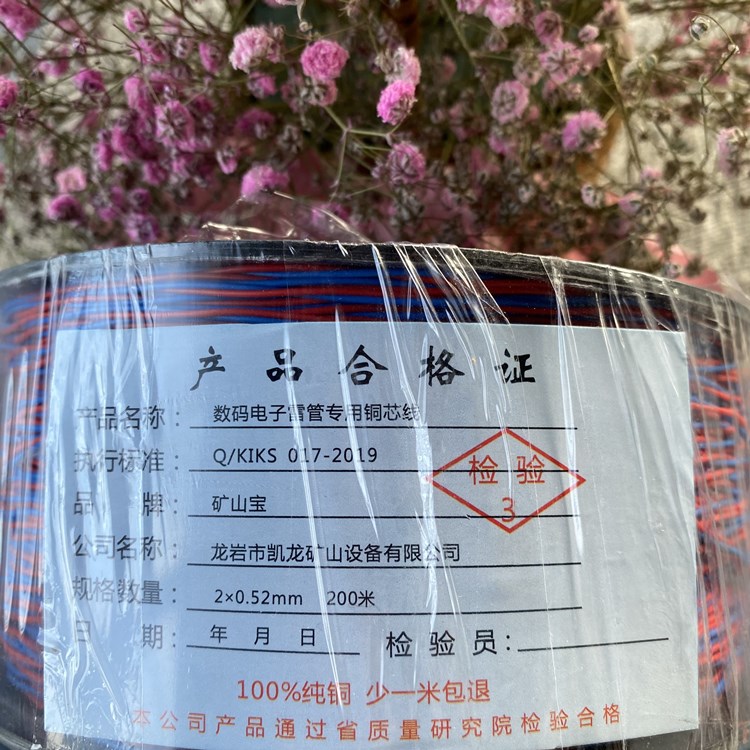 产品合格证
产品名称： 数码电子雷管专用铜芯线
执行标准： Q/KIKS 017-2019
品牌： 矿山宝
公司名称： 龙岩市凯龙矿山设备有限公司
规格数量： 2×0.52mm 200米
日期： 年 月 日 检验员：
检验
3
100%纯铜 少一米包退
本公司产品通过省质量研究院检验合格